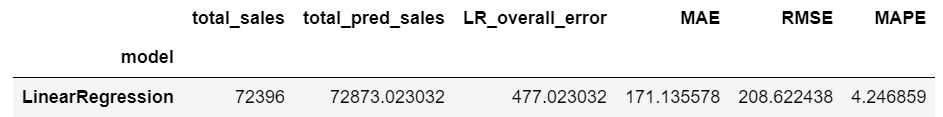 total_sales total_pred_sales LR_overall_error MAE RMSE MAPE
model
LinearRegression 72396 72873.023032 477.023032 171.135578 208.622438 4.246859